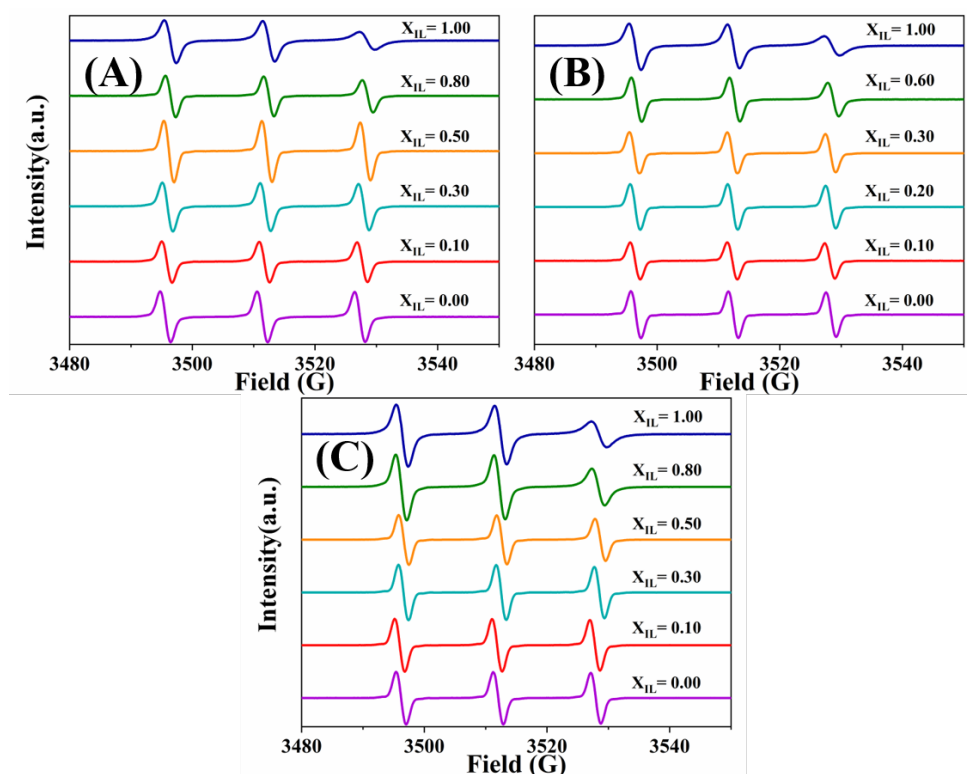 (A)
X_IL = 1.00
X_IL = 0.80
X_IL = 0.50
X_IL = 0.30
X_IL = 0.10
X_IL = 0.00
Intensity(a.u.)
3480 3500 3520 3540
Field (G)
(B)
X_IL = 1.00
X_IL = 0.60
X_IL = 0.30
X_IL = 0.20
X_IL = 0.10
X_IL = 0.00
3480 3500 3520 3540
Field (G)
(C)
X_IL = 1.00
X_IL = 0.80
X_IL = 0.50
X_IL = 0.30
X_IL = 0.10
X_IL = 0.00
Intensity(a.u.)
3480 3500 3520 3540
Field (G)